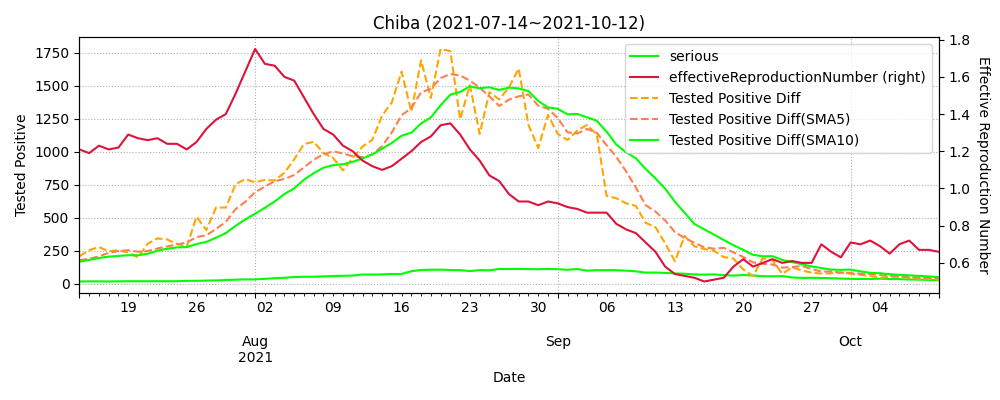 Chiba (2021-07-14~2021-10-12)
Tested Positive
1750
1500
1250
1000
750
500
250
0
serious
effectiveReproductionNumber (right)
Tested Positive Diff
Tested Positive Diff(SMA5)
Tested Positive Diff(SMA10)
1.8
1.6
1.4
1.2
1.0
0.8
0.6
Effective Reproduction Number
19 26 02 09 16 23 30 06 13 20 27 04
Aug Sep Oct
2021
Date